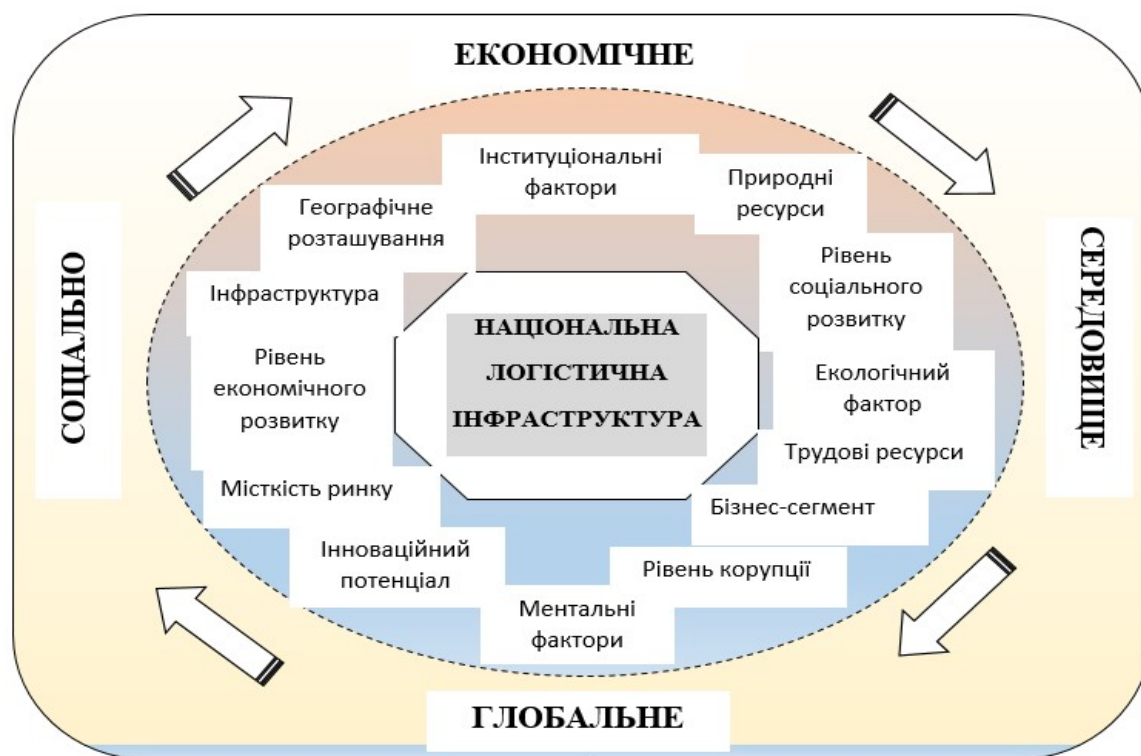 ЕКОНОМІЧНЕ
Інституціональні
фактори
Природні
ресурси
Географічне
розташування
Рівень
соціального
розвитку
СОЦІАЛЬНО
СЕРЕДОВИЩЕ
Інфраструктура
НАЦІОНАЛЬНА
ЛОГІСТИЧНА
ІНФРАСТРУКТУРА
Рівень
економічного
розвитку
Екологічний
фактор
Трудові ресурси
Місткість ринку
Бізнес-сегмент
Інноваційний
потенціал
Рівень корупції
Ментальні
фактори
ГЛОБАЛЬНЕ